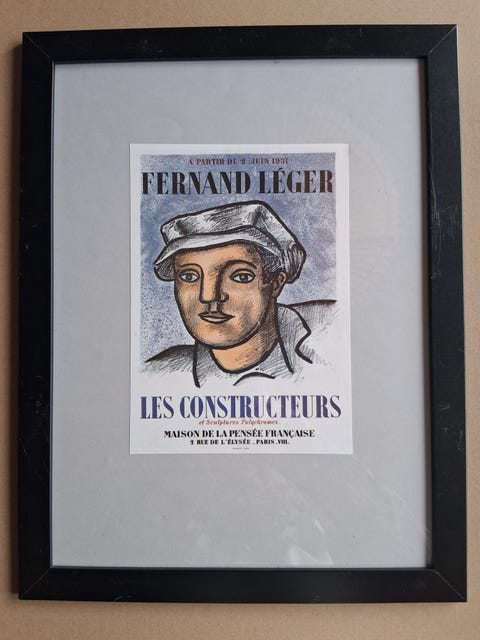 A PARTIR DU 2 JUIN 1951
FERNAND LÉGER
LES CONSTRUCTEURS
et Sculptures Polychromes
MAISON DE LA PENSÉE FRANÇAISE
2 RUE DE L'ÉLYSÉE . PARIS . VIII.